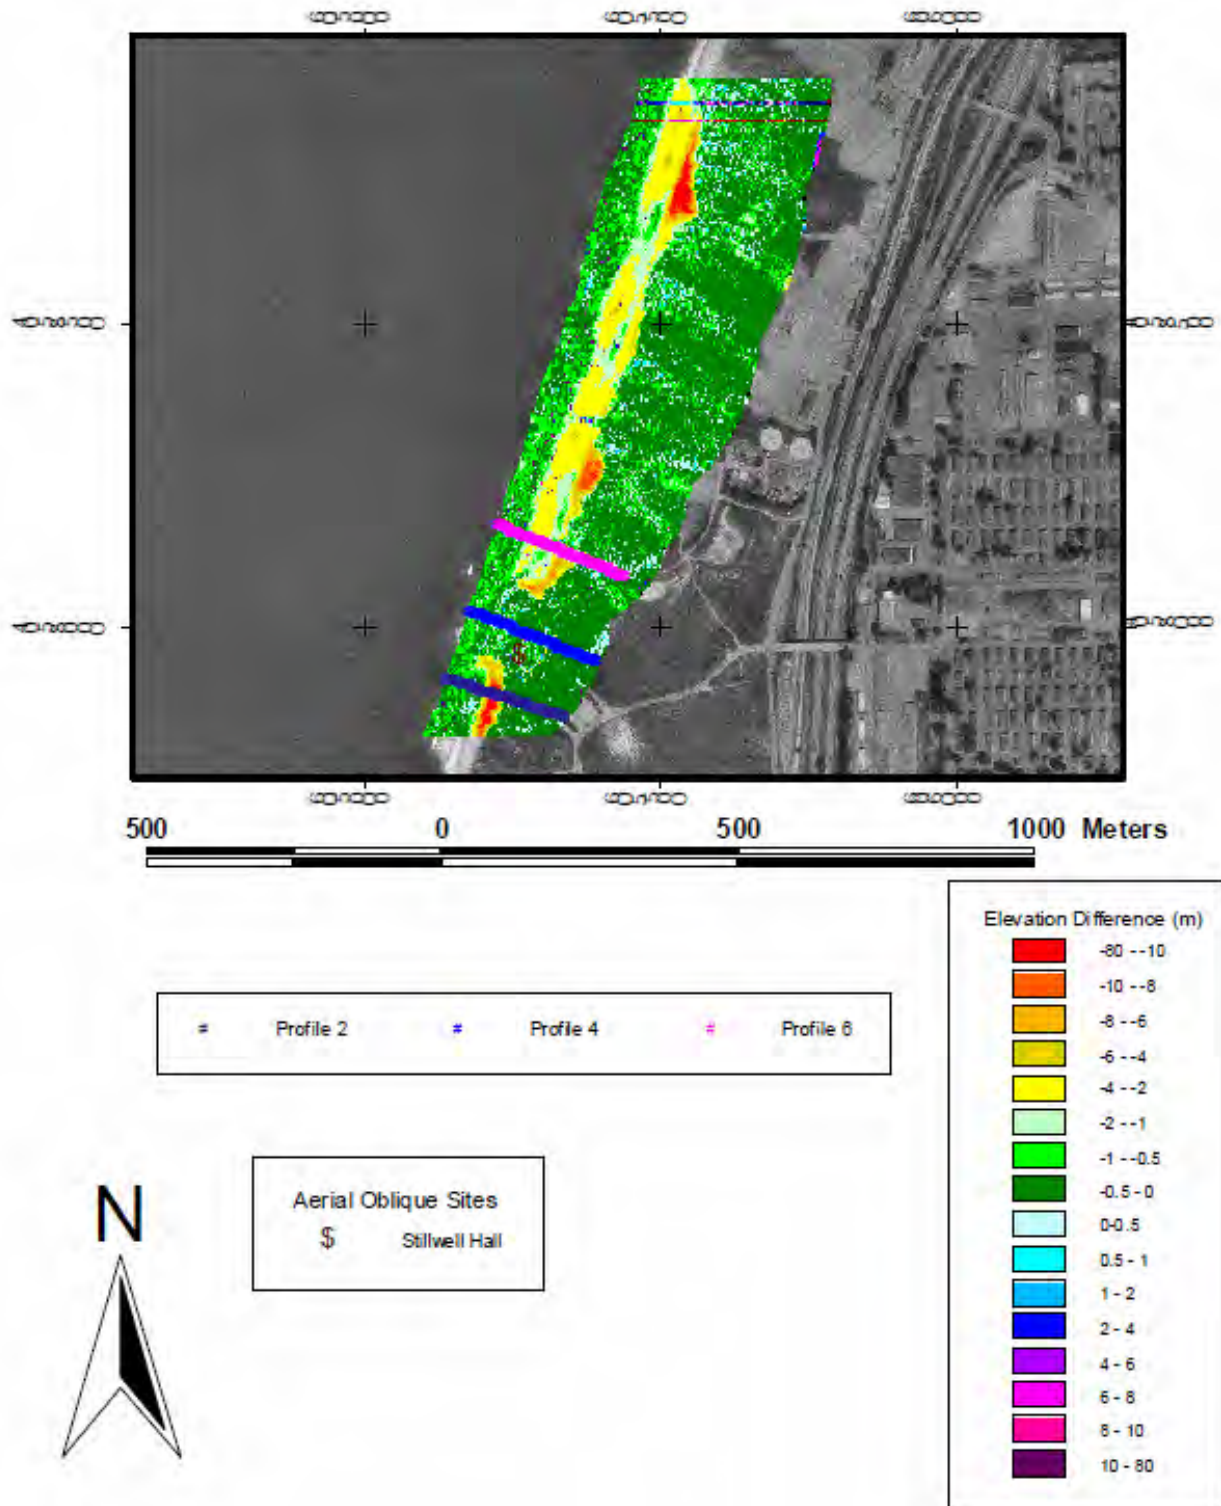 500 0 500 1000 Meters
Elevation Difference (m)
-80 - -10
-10 - -8
-8 - -6
-6 - -4
-4 - -2
-2 - -1
-1 - -0.5
-0.5 - 0
0-0.5
0.5 - 1
1 - 2
2 - 4
4 - 6
6 - 8
8 - 10
10 - 80
# Profile 2 # Profile 4 # Profile 6
Aerial Oblique Sites
$ Stillwell Hall
N
$